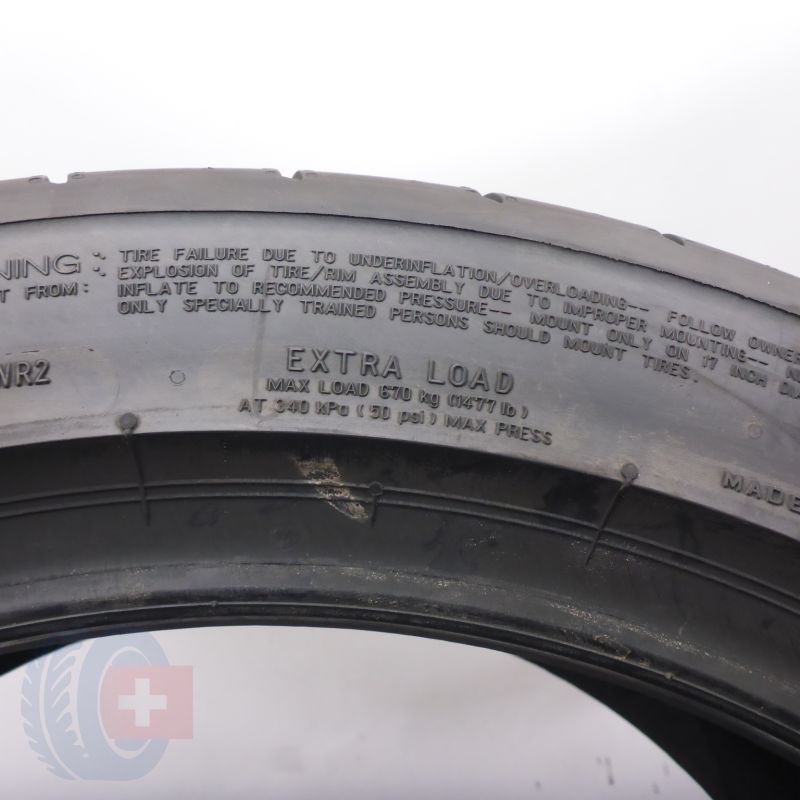 NING : TIRE FAILURE DUE TO UNDERINFLATION/OVERLOADING-- FOLLOW OWNER
T FROM: EXPLOSION OF TIRE/RIM ASSEMBLY DUE TO IMPROPER MOUNTING-- N
INFLATE TO RECOMMENDED PRESSURE-- MOUNT ONLY ON 17 INCH DIA
ONLY SPECIALLY TRAINED PERSONS SHOULD MOUNT TIRES.
WR2
EXTRA LOAD
MAX LOAD 670 kg (1477 lb)
AT 340 kPa (50 psi) MAX PRESS
MADE